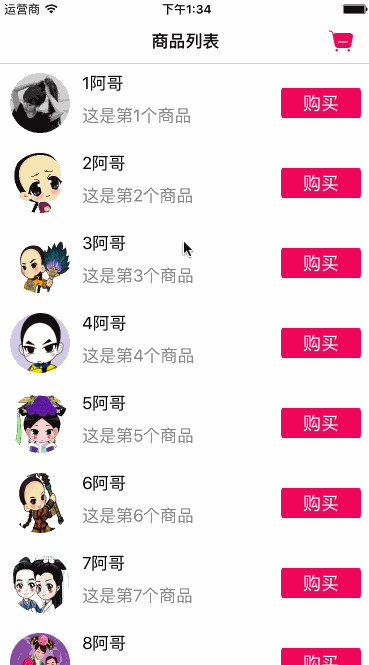 运营商 下午1:34
商品列表
1阿哥
这是第1个商品
购买
2阿哥
这是第2个商品
购买
3阿哥
这是第3个商品
购买
4阿哥
这是第4个商品
购买
5阿哥
这是第5个商品
购买
6阿哥
这是第6个商品
购买
7阿哥
这是第7个商品
购买
8阿哥
购买